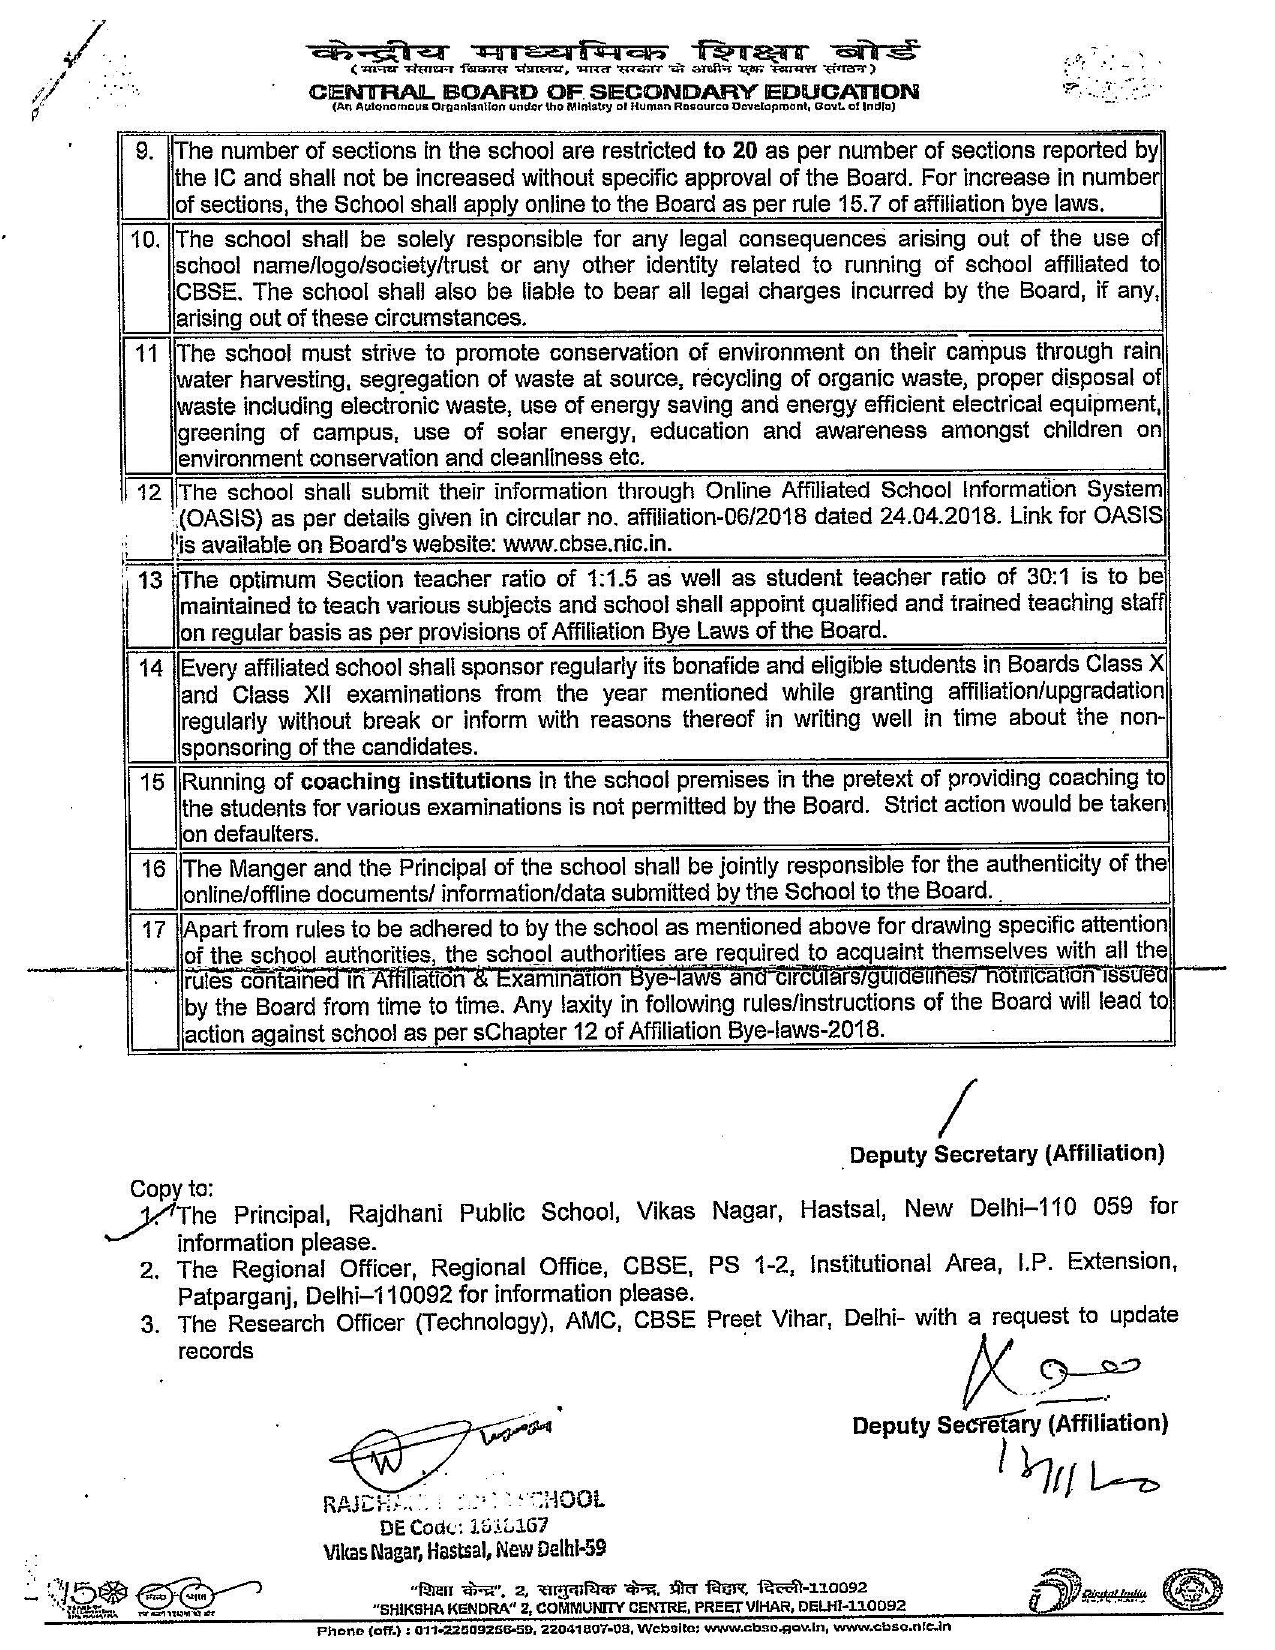 केन्द्रीय माध्यमिक शिक्षा बोर्ड
(मानव संसाधन विकास मंत्रालय, भारत सरकार के अधीन एक स्वायत्त संगठन)
CENTRAL BOARD OF SECONDARY EDUCATION
(An Autonomous Organisation under the Ministry of Human Resource Development, Govt. of India)
9. The number of sections in the school are restricted to 20 as per number of sections reported by
the IC and shall not be increased without specific approval of the Board. For increase in number
of sections, the School shall apply online to the Board as per rule 15.7 of affiliation bye laws.
10. The school shall be solely responsible for any legal consequences arising out of the use of
school name/logo/society/trust or any other identity related to running of school affiliated to
CBSE. The school shall also be liable to bear all legal charges incurred by the Board, if any,
arising out of these circumstances.
11 The school must strive to promote conservation of environment on their campus through rain
water harvesting, segregation of waste at source, recycling of organic waste, proper disposal of
waste including electronic waste, use of energy saving and energy efficient electrical equipment,
greening of campus, use of solar energy, education and awareness amongst children on
environment conservation and cleanliness etc.
12 The school shall submit their information through Online Affiliated School Information System
(OASIS) as per details given in circular no. affiliation-06/2018 dated 24.04.2018. Link for OASIS
is available on Board's website: www.cbse.nic.in.
13 The optimum Section teacher ratio of 1:1.5 as well as student teacher ratio of 30:1 is to be
maintained to teach various subjects and school shall appoint qualified and trained teaching staff
on regular basis as per provisions of Affiliation Bye Laws of the Board.
14 Every affiliated school shall sponsor regularly its bonafide and eligible students in Boards Class X
and Class XII examinations from the year mentioned while granting affiliation/upgradation
regularly without break or inform with reasons thereof in writing well in time about the non-
sponsoring of the candidates.
15 Running of coaching institutions in the school premises in the pretext of providing coaching to
the students for various examinations is not permitted by the Board. Strict action would be taken
on defaulters.
16 The Manger and the Principal of the school shall be jointly responsible for the authenticity of the
online/offline documents/ information/data submitted by the School to the Board.
17 Apart from rules to be adhered to by the school as mentioned above for drawing specific attention
of the school authorities, the school authorities are required to acquaint themselves with all the
rules contained in Affiliation & Examination Bye-laws and circulars/guidelines/ notification issued
by the Board from time to time. Any laxity in following rules/instructions of the Board will lead to
action against school as per sChapter 12 of Affiliation Bye-laws-2018.
Deputy Secretary (Affiliation)
Copy to:
1. The Principal, Rajdhani Public School, Vikas Nagar, Hastsal, New Delhi–110 059 for
information please.
2. The Regional Officer, Regional Office, CBSE, PS 1-2, Institutional Area, I.P. Extension,
Patparganj, Delhi–110092 for information please.
3. The Research Officer (Technology), AMC, CBSE Preet Vihar, Delhi- with a request to update
records
Deputy Secretary (Affiliation)
SCHOOL
DE Code:
Vikas Nagar, Hastsal, New Delhi-59
"शिक्षा केन्द्र", 2, सामुदायिक केन्द्र, प्रीत विहार, दिल्ली-110092
"SHIKSHA KENDRA" 2, COMMUNITY CENTRE, PREET VIHAR, DELHI-110092
Phone (off.) : 011-22509256-59, 22041807-08, Website: www.cbse.gov.in, www.cbse.nic.in
150
Digital India